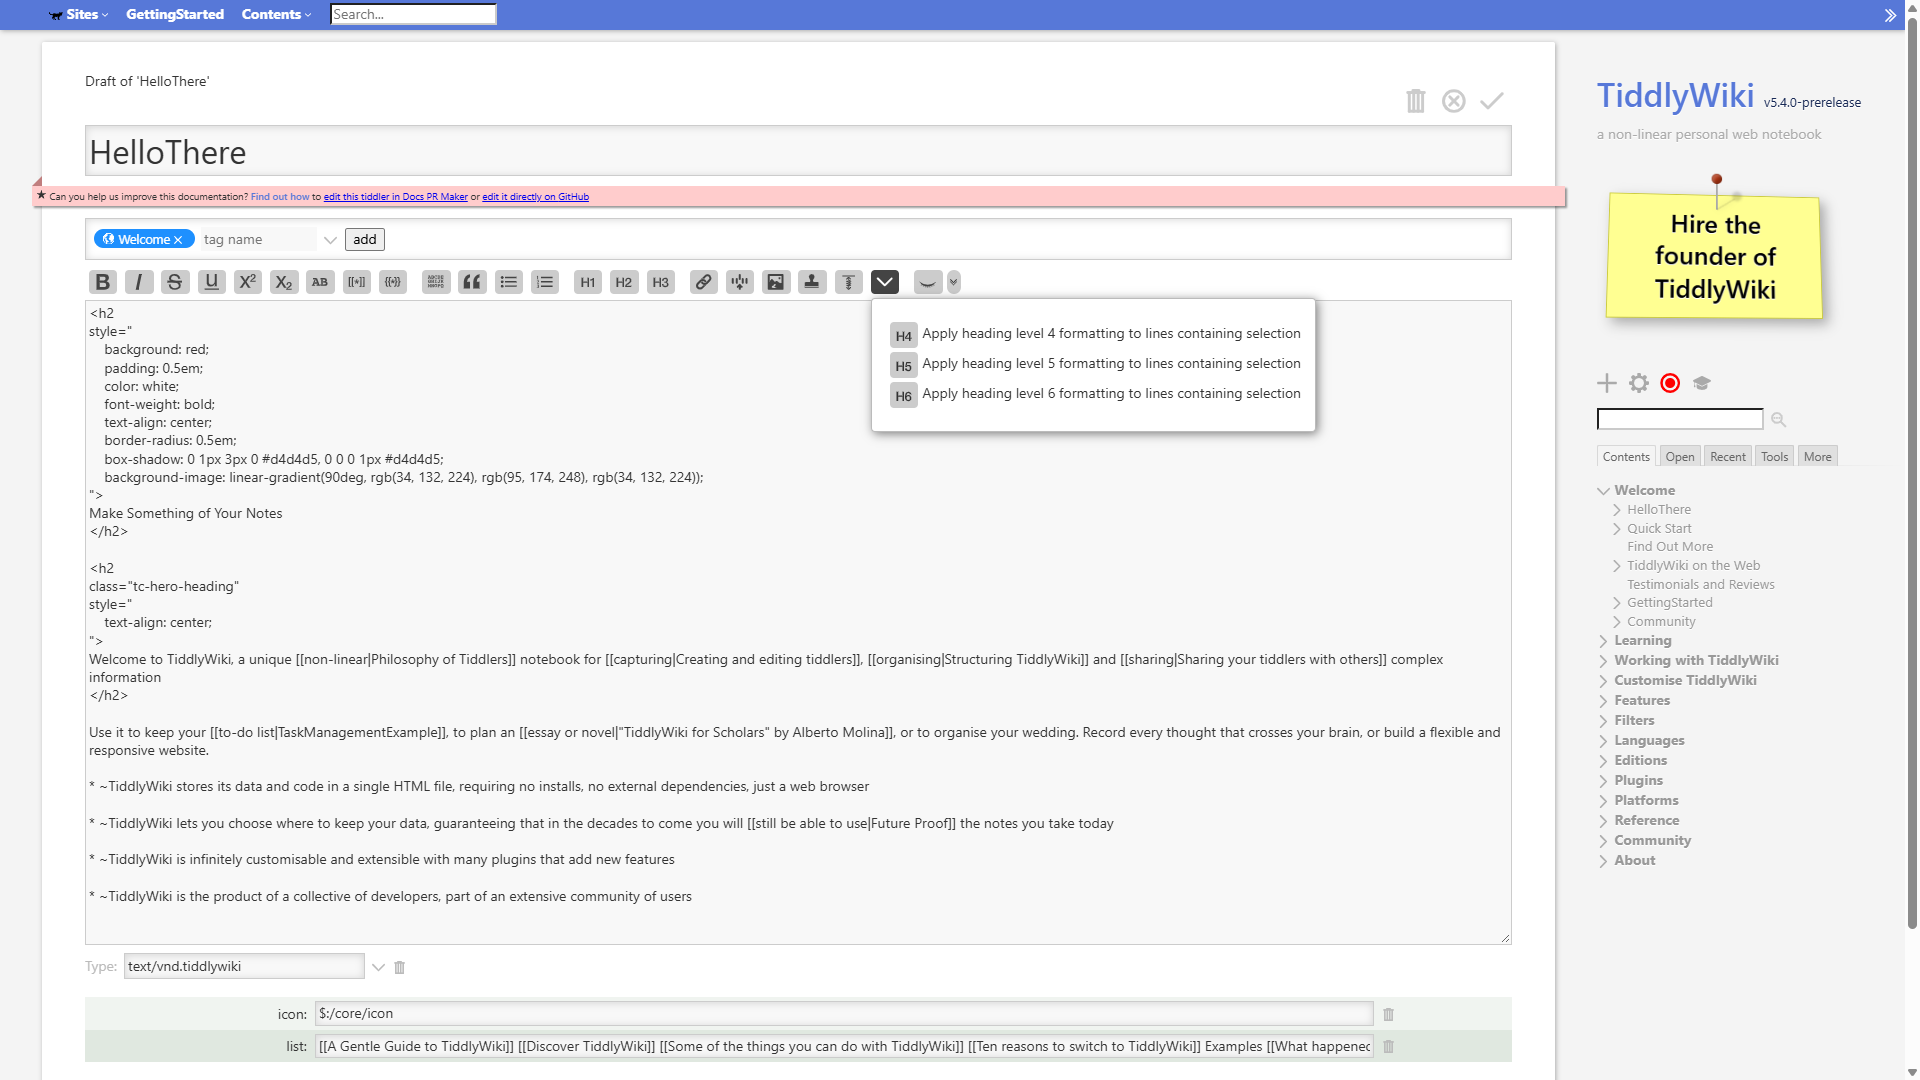 Sites GettingStarted Contents Search...
Draft of 'HelloThere'
HelloThere
Can you help us improve this documentation? Find out how to edit this tiddler in Docs PR Maker or edit it directly on GitHub
Welcome tag name add
B I S U X2 X2 AB [[*]] {{*}} H1 H2 H3
H4 Apply heading level 4 formatting to lines containing selection
H5 Apply heading level 5 formatting to lines containing selection
H6 Apply heading level 6 formatting to lines containing selection
<h2
style="
background: red;
padding: 0.5em;
color: white;
font-weight: bold;
text-align: center;
border-radius: 0.5em;
box-shadow: 0 1px 3px 0 #d4d4d5, 0 0 0 1px #d4d4d5;
background-image: linear-gradient(90deg, rgb(34, 132, 224), rgb(95, 174, 248), rgb(34, 132, 224));
">
Make Something of Your Notes
</h2>
<h2
class="tc-hero-heading"
style="
text-align: center;
">
Welcome to TiddlyWiki, a unique [[non-linear|Philosophy of Tiddlers]] notebook for [[capturing|Creating and editing tiddlers]], [[organising|Structuring TiddlyWiki]] and [[sharing|Sharing your tiddlers with others]] complex
information
</h2>
Use it to keep your [[to-do list|TaskManagementExample]], to plan an [[essay or novel|"TiddlyWiki for Scholars" by Alberto Molina]], or to organise your wedding. Record every thought that crosses your brain, or build a flexible and
responsive website.
* ~TiddlyWiki stores its data and code in a single HTML file, requiring no installs, no external dependencies, just a web browser
* ~TiddlyWiki lets you choose where to keep your data, guaranteeing that in the decades to come you will [[still be able to use|Future Proof]] the notes you take today
* ~TiddlyWiki is infinitely customisable and extensible with many plugins that add new features
* ~TiddlyWiki is the product of a collective of developers, part of an extensive community of users
Type: text/vnd.tiddlywiki
icon: $:/core/icon
list: [[A Gentle Guide to TiddlyWiki]] [[Discover TiddlyWiki]] [[Some of the things you can do with TiddlyWiki]] [[Ten reasons to switch to TiddlyWiki]] Examples [[What happened
TiddlyWiki v5.4.0-prerelease
a non-linear personal web notebook
Hire the
founder of
TiddlyWiki
Contents Open Recent Tools More
Welcome
HelloThere
Quick Start
Find Out More
TiddlyWiki on the Web
Testimonials and Reviews
GettingStarted
Community
Learning
Working with TiddlyWiki
Customise TiddlyWiki
Features
Filters
Languages
Editions
Plugins
Platforms
Reference
Community
About